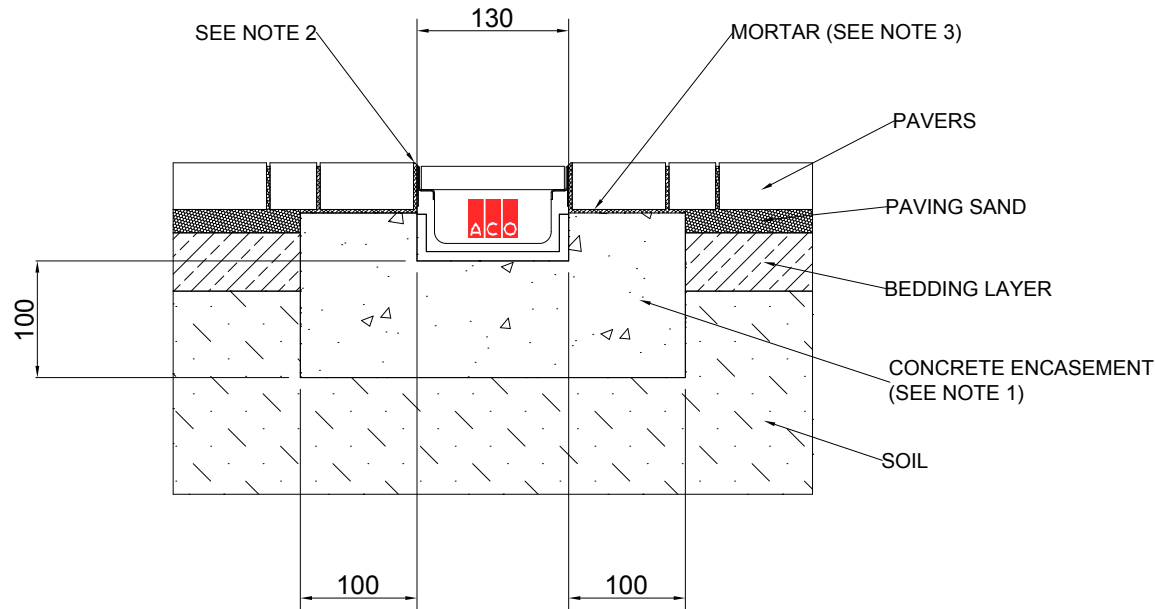 130
SEE NOTE 2
MORTAR (SEE NOTE 3)
PAVERS
ACO
PAVING SAND
BEDDING LAYER
100
CONCRETE ENCASEMENT
(SEE NOTE 1)
SOIL
100
100